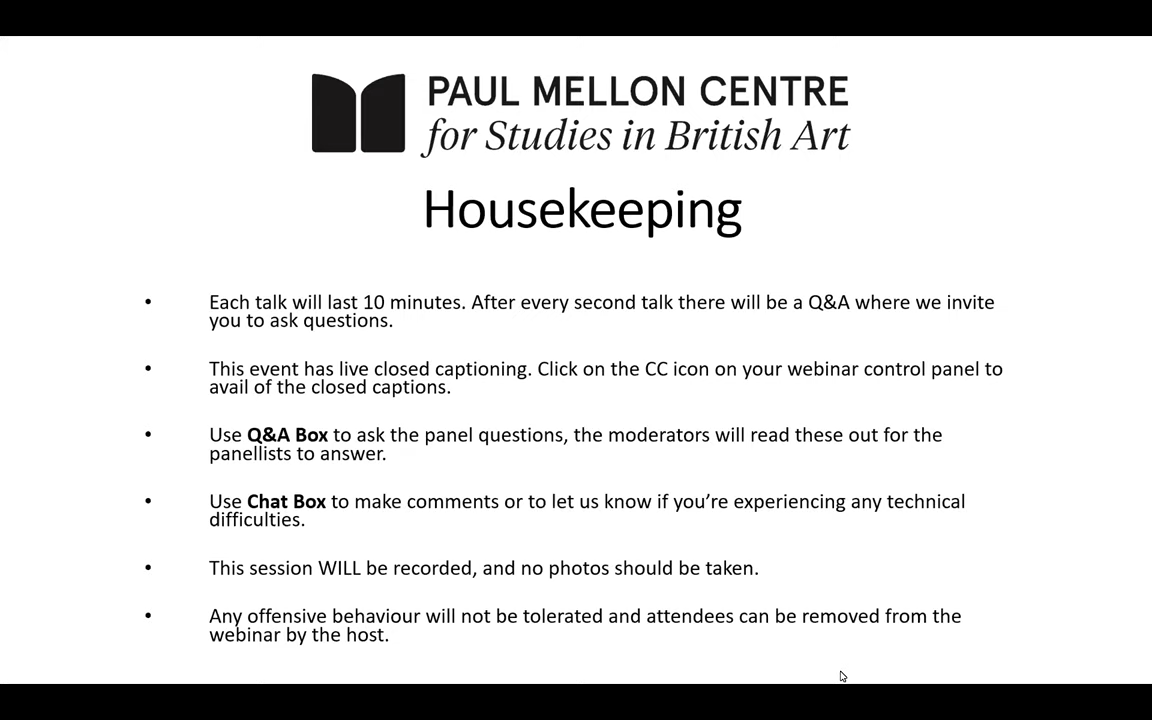 PAUL MELLON CENTRE
for Studies in British Art
Housekeeping
• Each talk will last 10 minutes. After every second talk there will be a Q&A where we invite
you to ask questions.
• This event has live closed captioning. Click on the CC icon on your webinar control panel to
avail of the closed captions.
• Use Q&A Box to ask the panel questions, the moderators will read these out for the
panellists to answer.
• Use Chat Box to make comments or to let us know if you’re experiencing any technical
difficulties.
• This session WILL be recorded, and no photos should be taken.
• Any offensive behaviour will not be tolerated and attendees can be removed from the
webinar by the host.